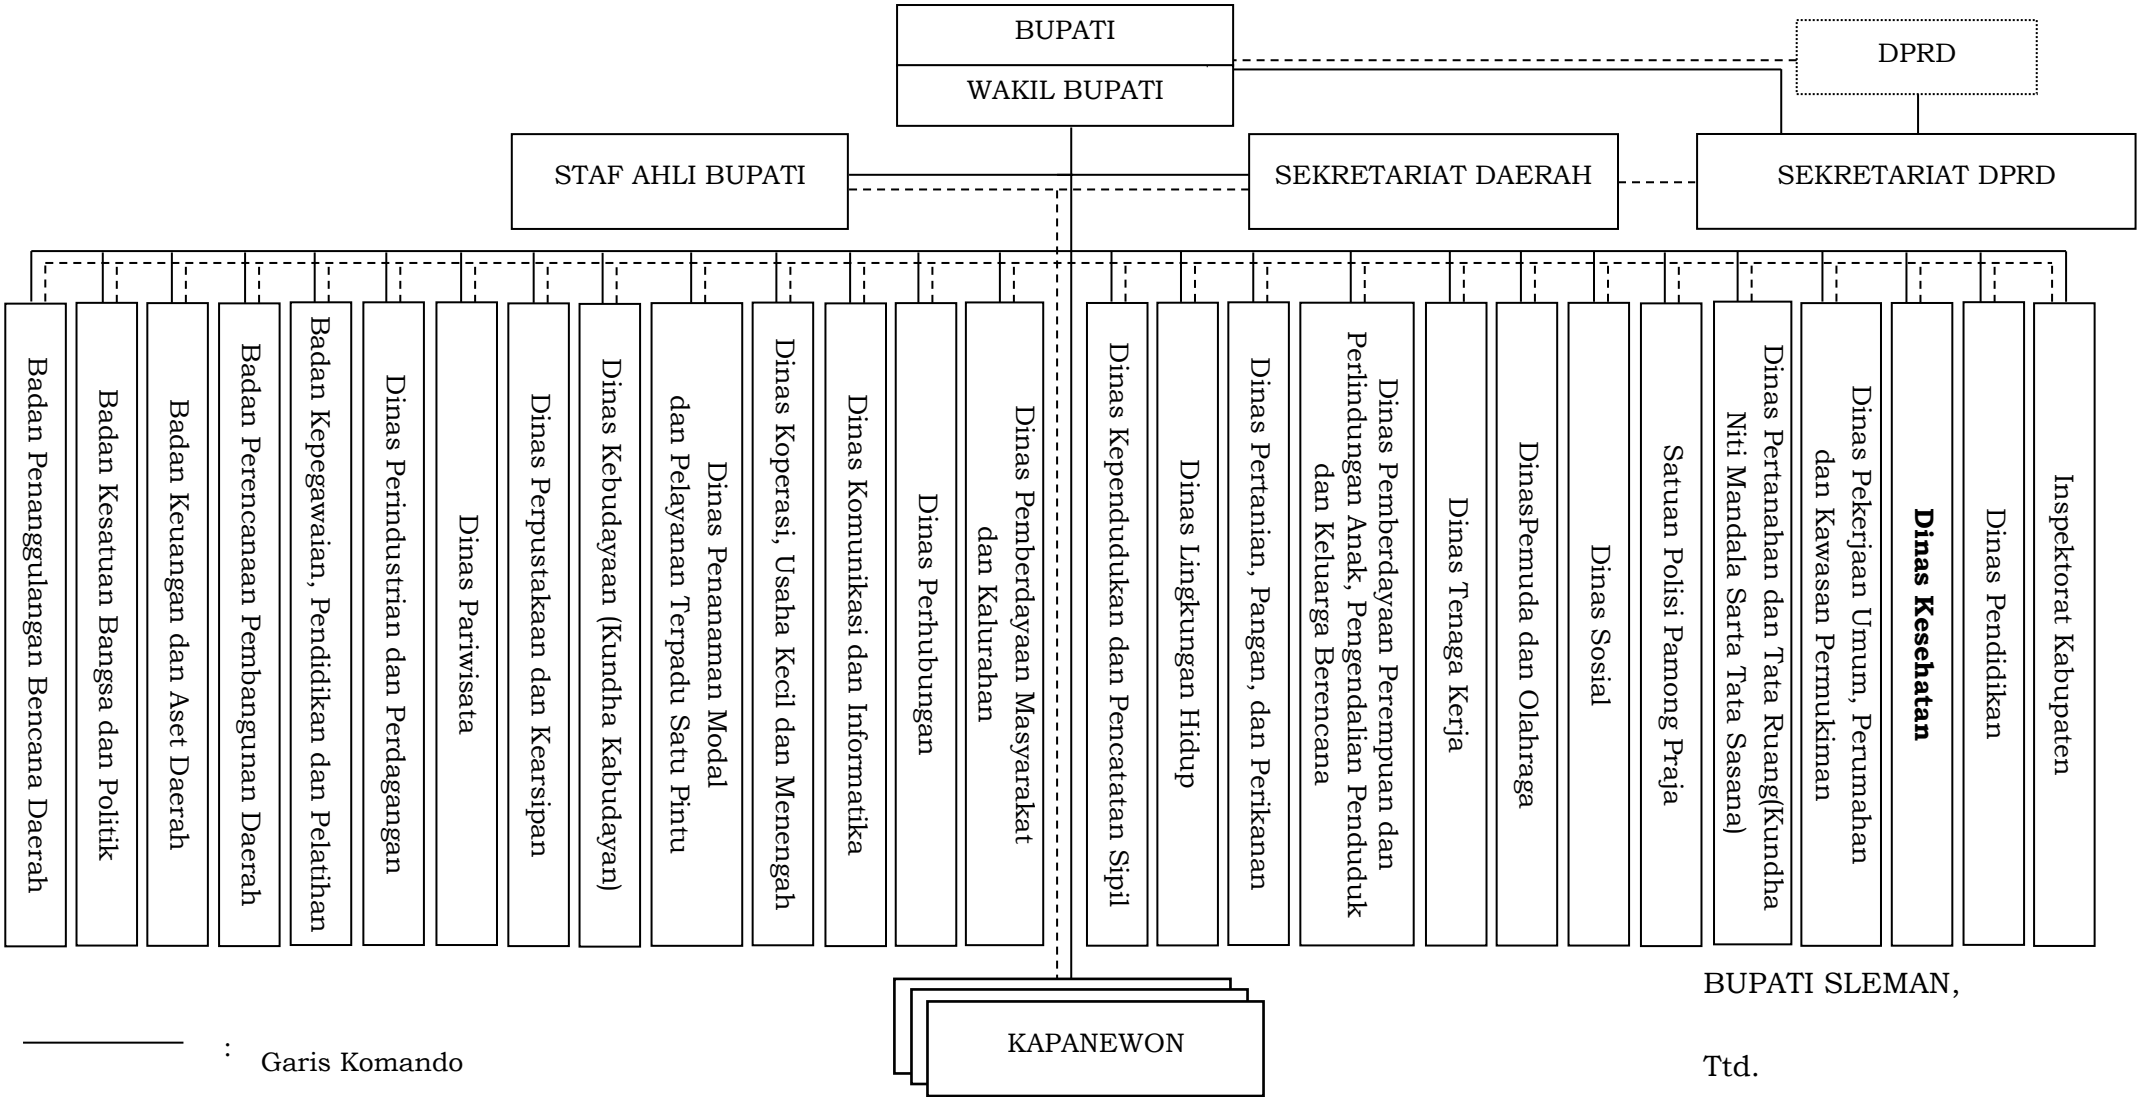 BUPATI
WAKIL BUPATI
DPRD
STAF AHLI BUPATI
SEKRETARIAT DAERAH
SEKRETARIAT DPRD
Badan Penanggulangan Bencana Daerah
Badan Kesatuan Bangsa dan Politik
Badan Keuangan dan Aset Daerah
Badan Perencanaan Pembangunan Daerah
Badan Kepegawaian, Pendidikan dan Pelatihan
Dinas Perindustrian dan Perdagangan
Dinas Pariwisata
Dinas Perpustakaan dan Kearsipan
Dinas Kebudayaan (Kundha Kabudayan)
Dinas Penanaman Modal
dan Pelayanan Terpadu Satu Pintu
Dinas Koperasi, Usaha Kecil dan Menengah
Dinas Komunikasi dan Informatika
Dinas Perhubungan
Dinas Pemberdayaan Masyarakat
dan Kalurahan
Dinas Kependudukan dan Pencatatan Sipil
Dinas Lingkungan Hidup
Dinas Pertanian, Pangan, dan Perikanan
Dinas Pemberdayaan Perempuan dan
Perlindungan Anak, Pengendalian Penduduk
dan Keluarga Berencana
Dinas Tenaga Kerja
DinasPemuda dan Olahraga
Dinas Sosial
Satuan Polisi Pamong Praja
Dinas Pertanahan dan Tata Ruang(Kundha
Niti Mandala Sarta Tata Sasana)
Dinas Pekerjaan Umum, Perumahan
dan Kawasan Permukiman
Dinas Kesehatan
Dinas Pendidikan
Inspektorat Kabupaten
KAPANEWON
: Garis Komando
BUPATI SLEMAN,
Ttd.